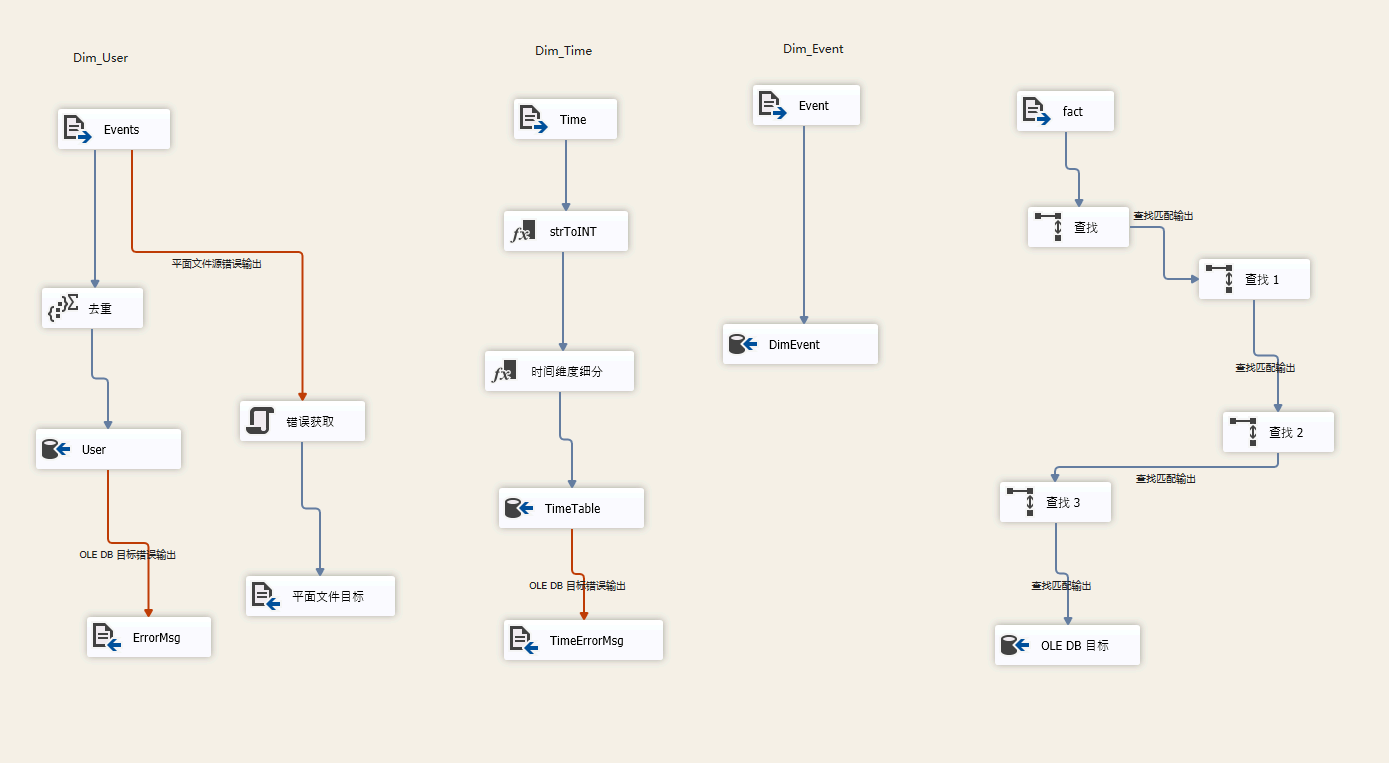 Dim_User
Events
平面文件源错误输出
去重
User
错误获取
OLE DB 目标错误输出
平面文件目标
ErrorMsg
Dim_Time
Time
strToINT
时间维度细分
TimeTable
OLE DB 目标错误输出
TimeErrorMsg
Dim_Event
Event
DimEvent
fact
查找
查找匹配输出
查找 1
查找匹配输出
查找 2
查找匹配输出
查找 3
查找匹配输出
OLE DB 目标